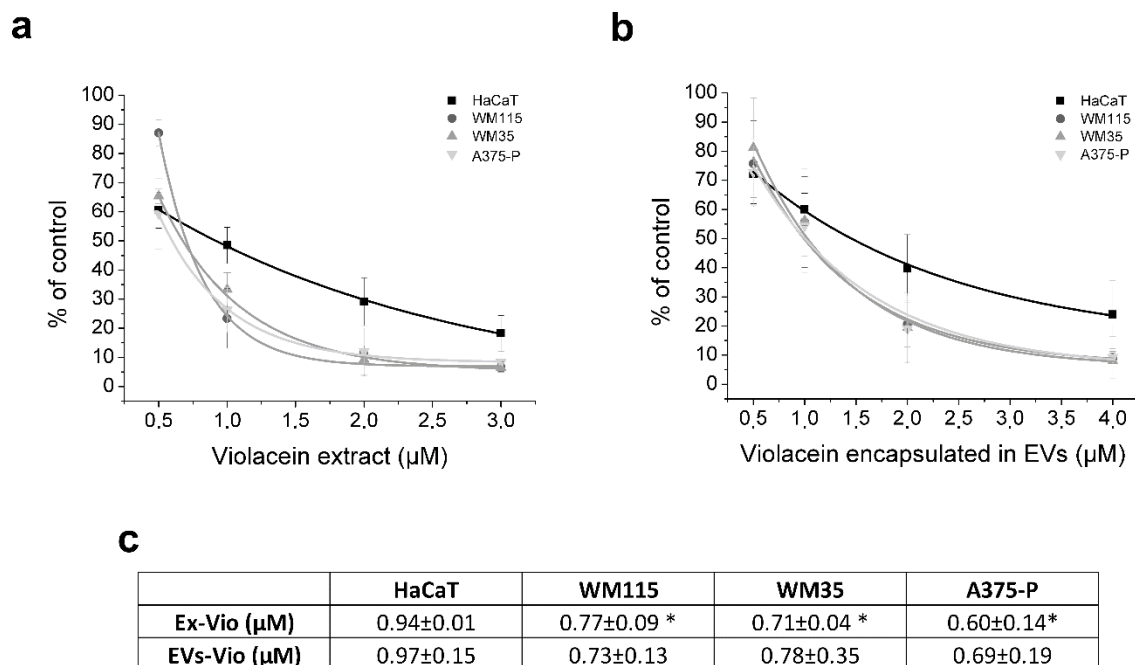 a
% of control
100
90
80
70
60
50
40
30
20
10
0
HaCaT
WM115
WM35
A375-P
0.5 1.0 1.5 2.0 2.5 3.0
Violacein extract (µM)
b
% of control
100
90
80
70
60
50
40
30
20
10
0
HaCaT
WM115
WM35
A375-P
0.5 1.0 1.5 2.0 2.5 3.0 3.5 4.0
Violacein encapsulated in EVs (µM)
c
HaCaT WM115 WM35 A375-P
Ex-Vio (µM) 0.94±0.01 0.77±0.09 * 0.71±0.04 * 0.60±0.14*
EVs-Vio (µM) 0.97±0.15 0.73±0.13 0.78±0.35 0.69±0.19